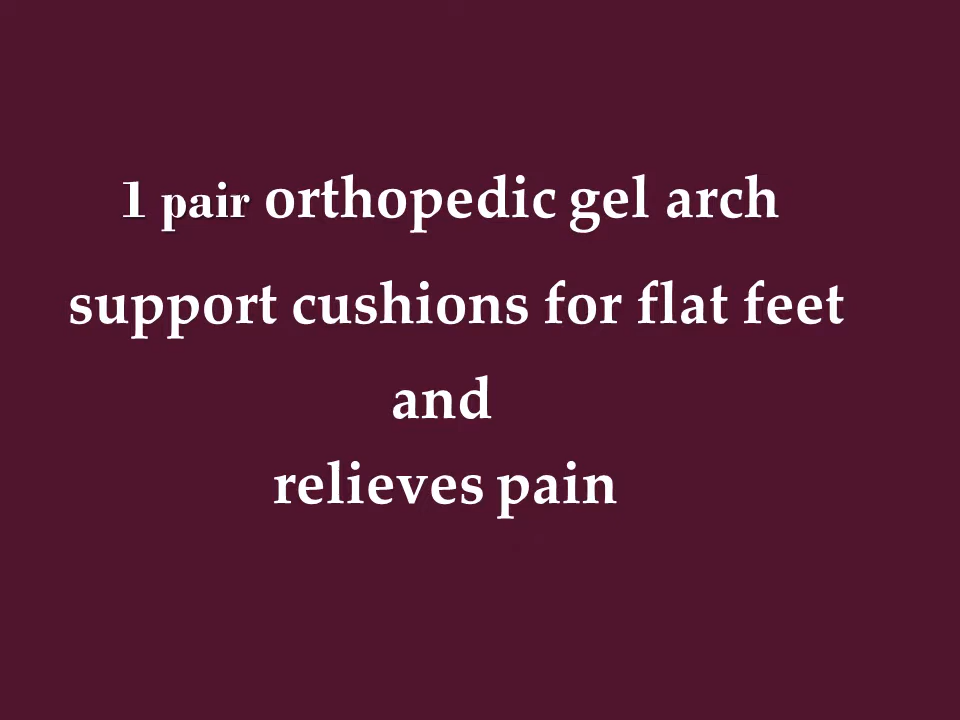 1 pair orthopedic gel arch
support cushions for flat feet
and
relieves pain